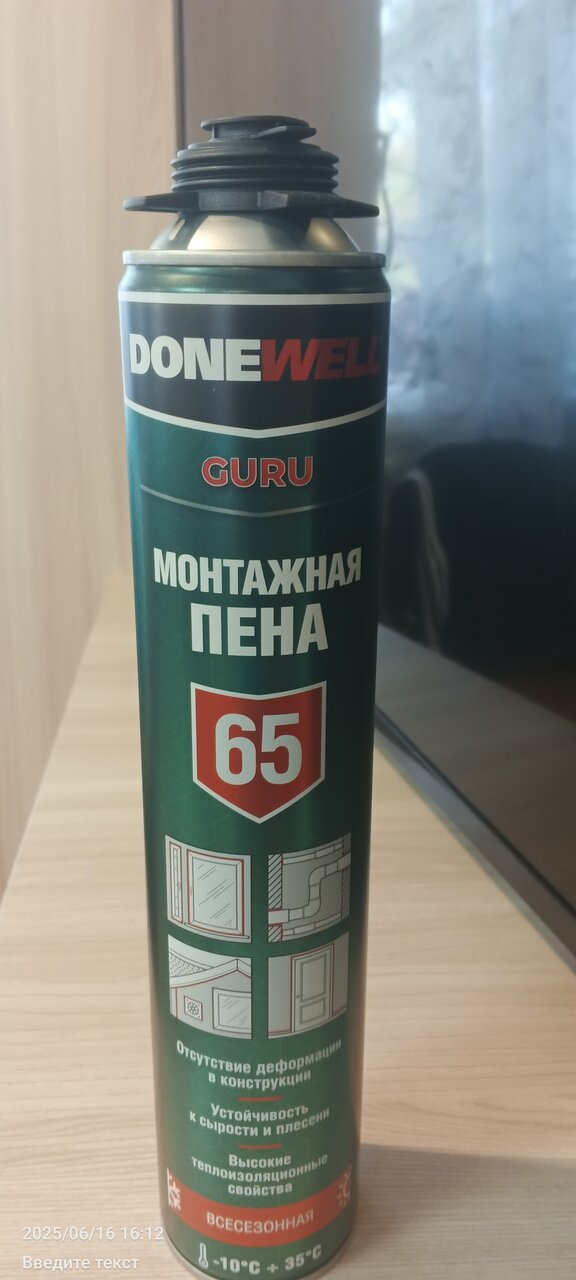 DONEWELL
GURU
МОНТАЖНАЯ
ПЕНА
65
Отсутствие деформации
в конструкции
Устойчивость
к сырости и плесени
Высокие
теплоизоляционные
свойства
ВСЕСЕЗОННАЯ
-10°C + 35°C
2025/06/16 16:12
Введите текст